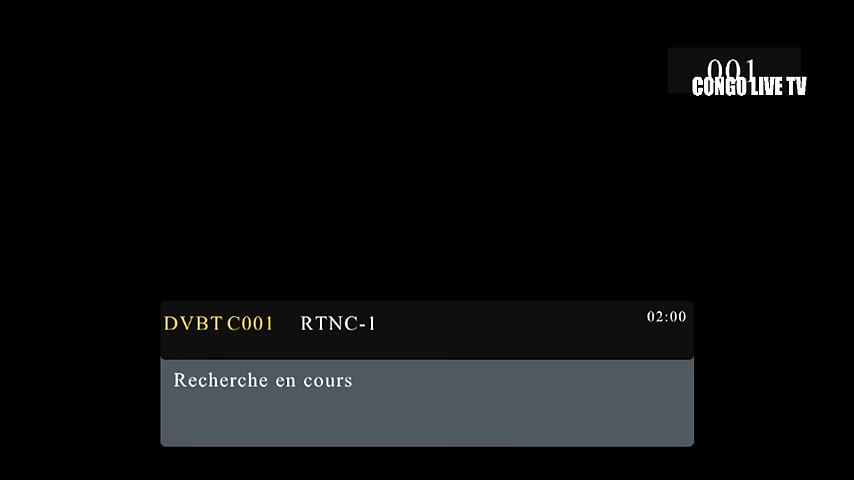 001
CONGO LIVE TV
DVBT C001 RTNC-1 02:00
Recherche en cours